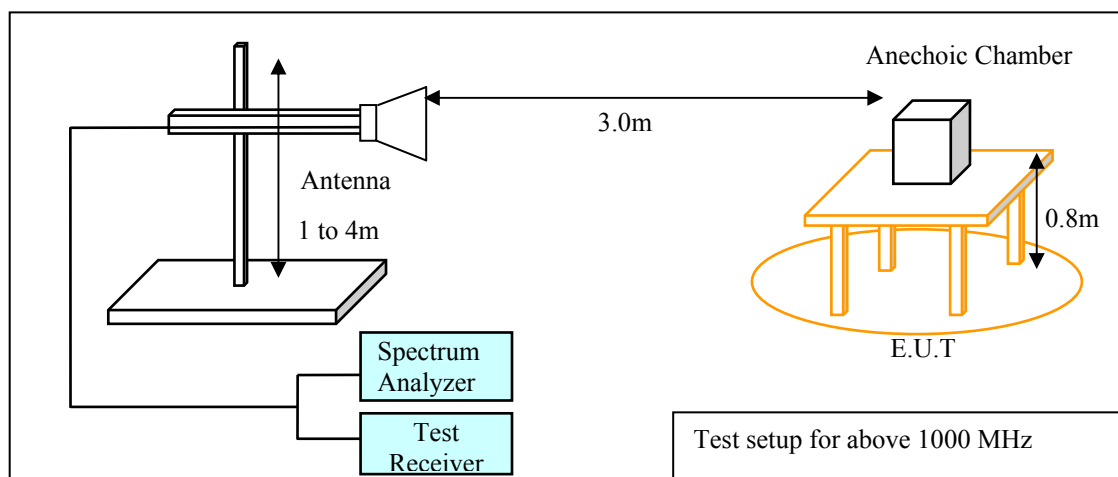 Anechoic Chamber
3.0m
Antenna
1 to 4m
0.8m
E.U.T
Spectrum
Analyzer
Test
Receiver
Test setup for above 1000 MHz